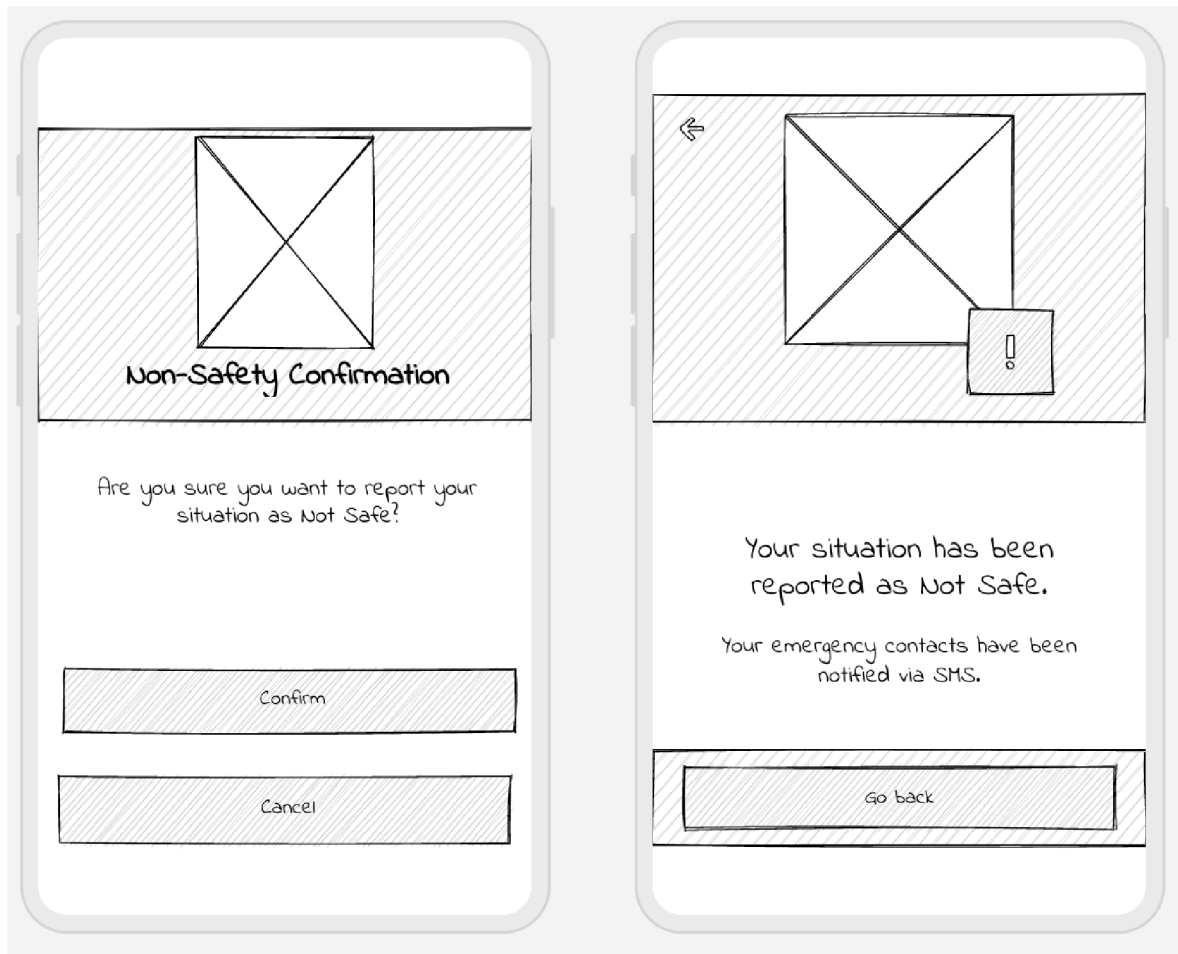 Non-Safety Confirmation
Are you sure you want to report your
situation as Not Safe?
Confirm
Cancel
!
Your situation has been
reported as Not Safe.
Your emergency contacts have been
notified via SMS.
Go back